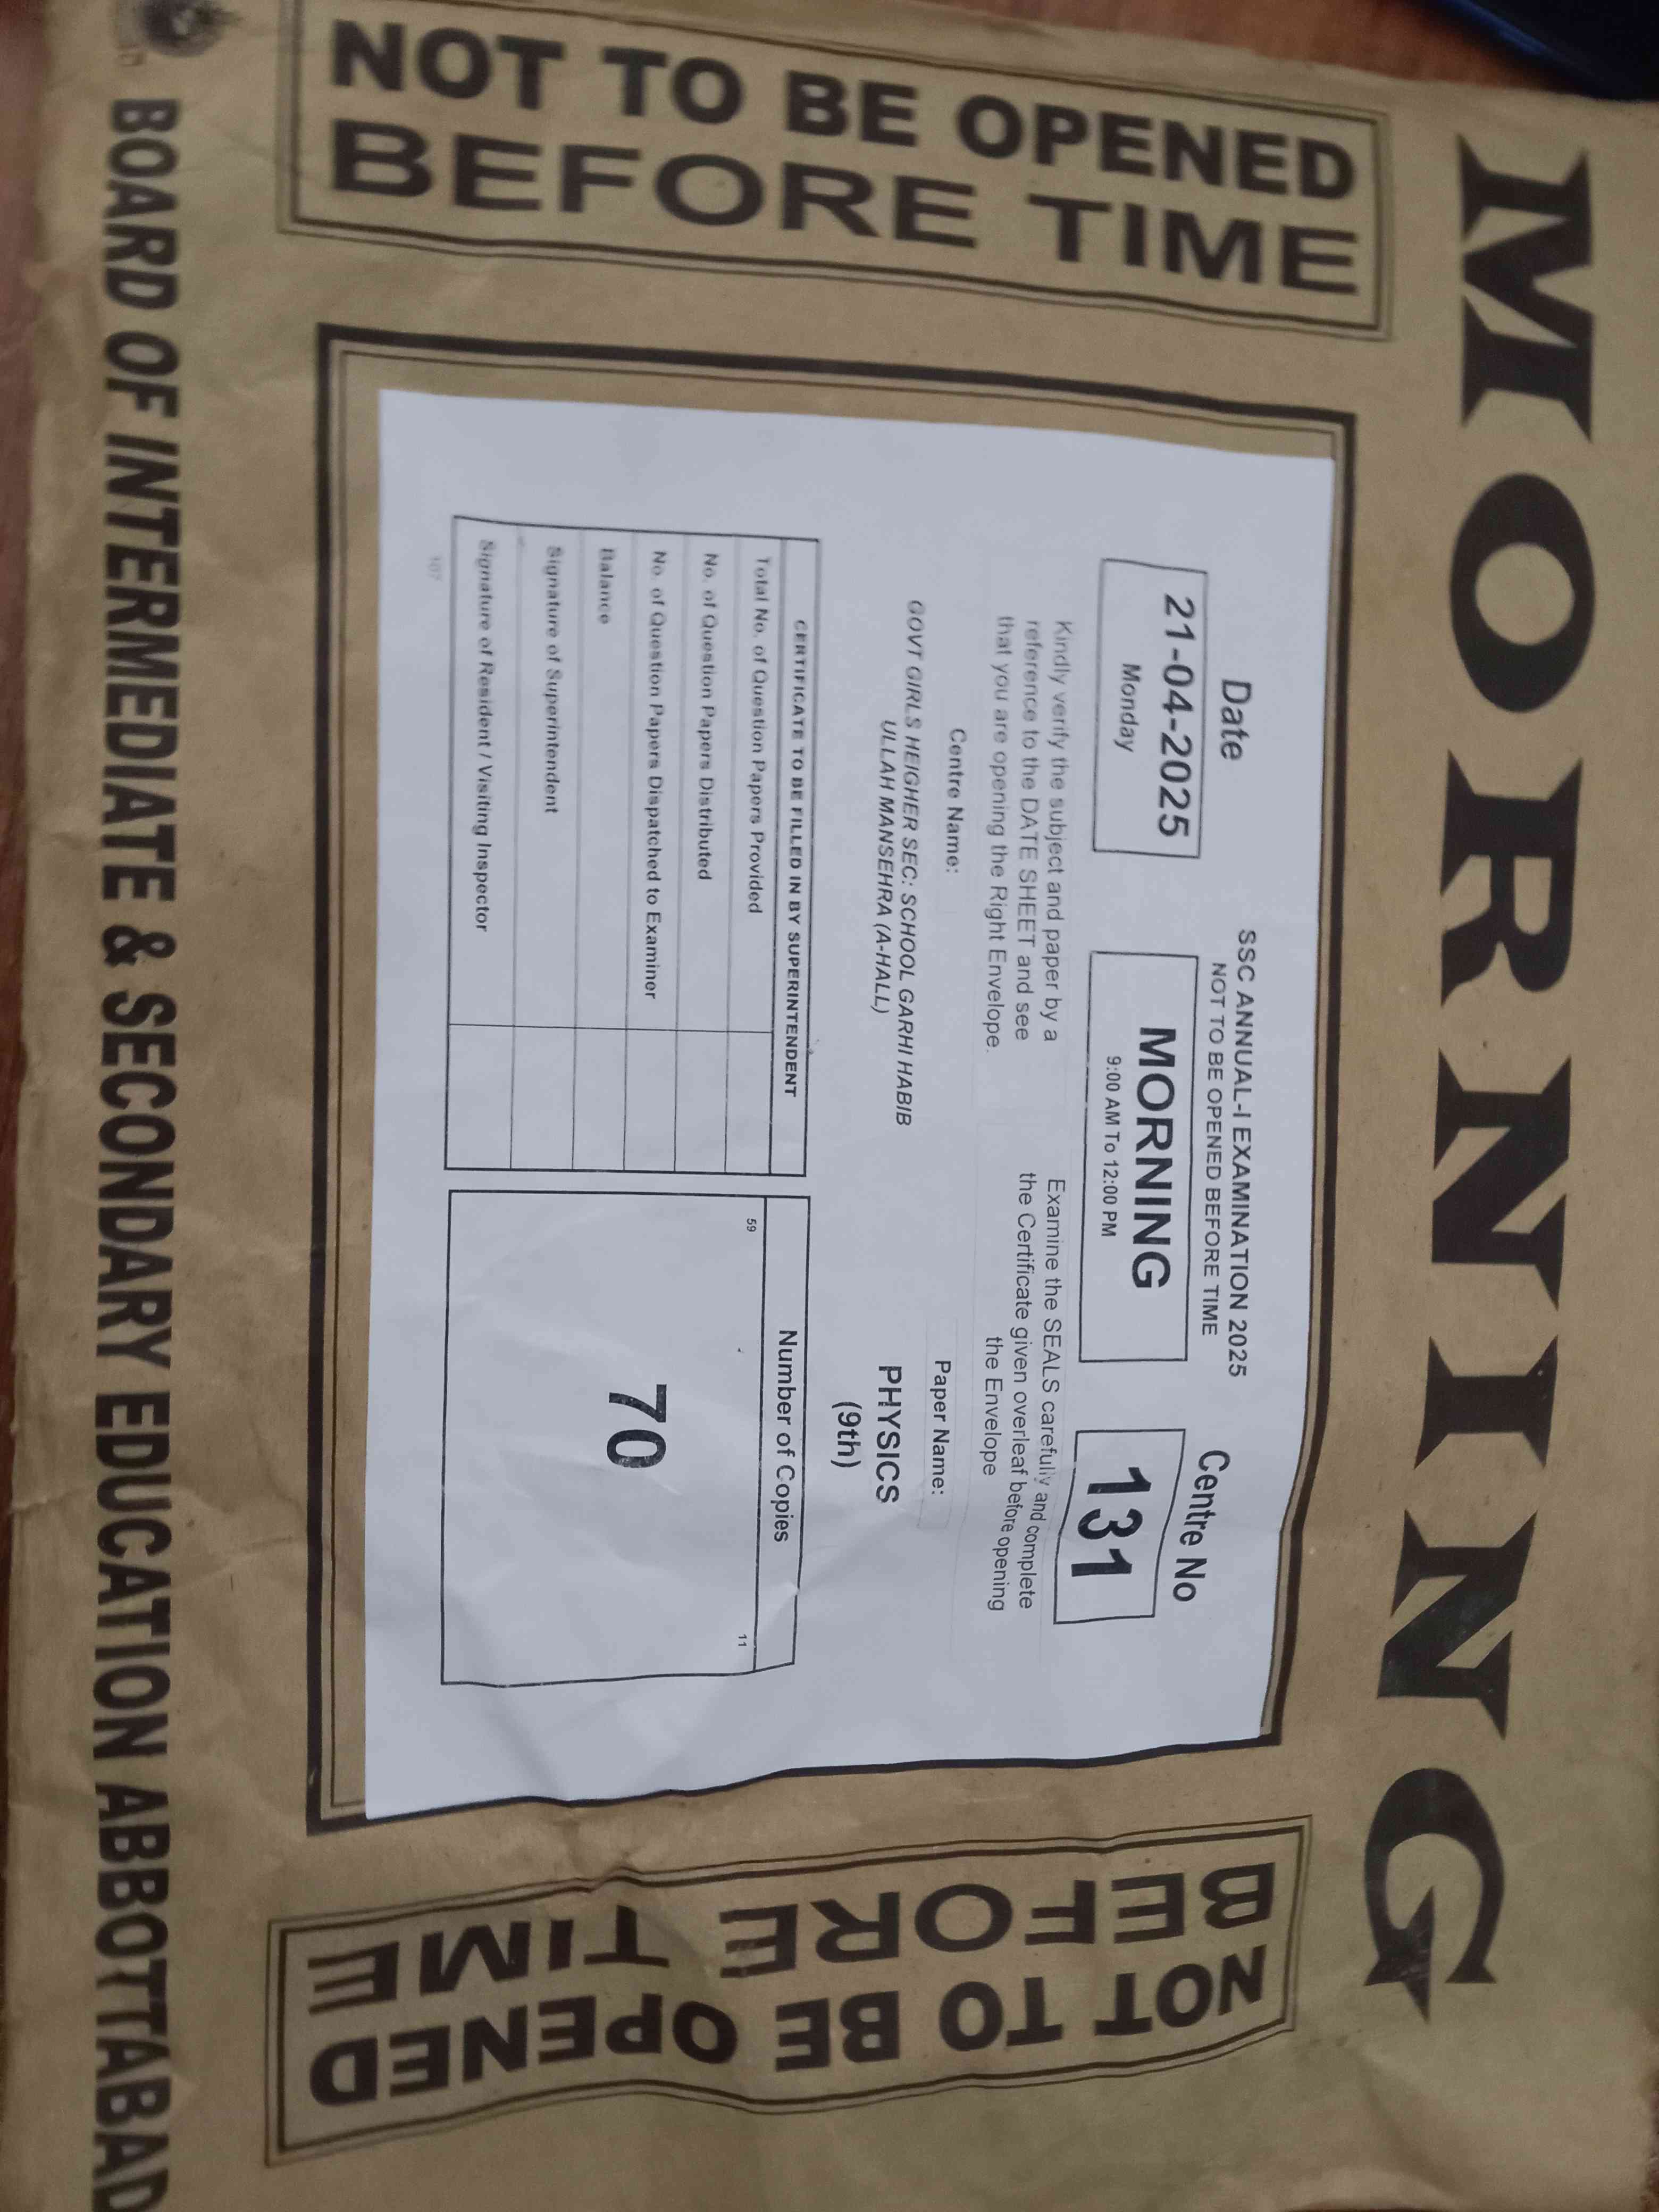 MORNING
NOT TO BE OPENED
BEFORE TIME
SSC ANNUAL-I EXAMINATION 2025
NOT TO BE OPENED BEFORE TIME
Date
21-04-2025
Monday
MORNING
9:00 AM To 12:00 PM
Centre No
131
Kindly verify the subject and paper by a
reference to the DATE SHEET and see
that you are opening the Right Envelope.
Examine the SEALS carefully and complete
the Certificate given overleaf before opening
the Envelope
Centre Name:
GOVT GIRLS HEIGHER SEC: SCHOOL GARHI HABIB
ULLAH MANSEHRA (A-HALL)
Paper Name:
PHYSICS
(9th)
CERTIFICATE TO BE FILLED IN BY SUPERINTENDENT
Total No. of Question Papers Provided
No. of Question Papers Distributed
No. of Question Papers Dispatched to Examiner
Balance
Signature of Superintendent
Signature of Resident / Visiting Inspector
Number of Copies
59
11
70
107
NOT TO BE OPENED
BEFORE TIME
BOARD OF INTERMEDIATE & SECONDARY EDUCATION ABBOTTABAD